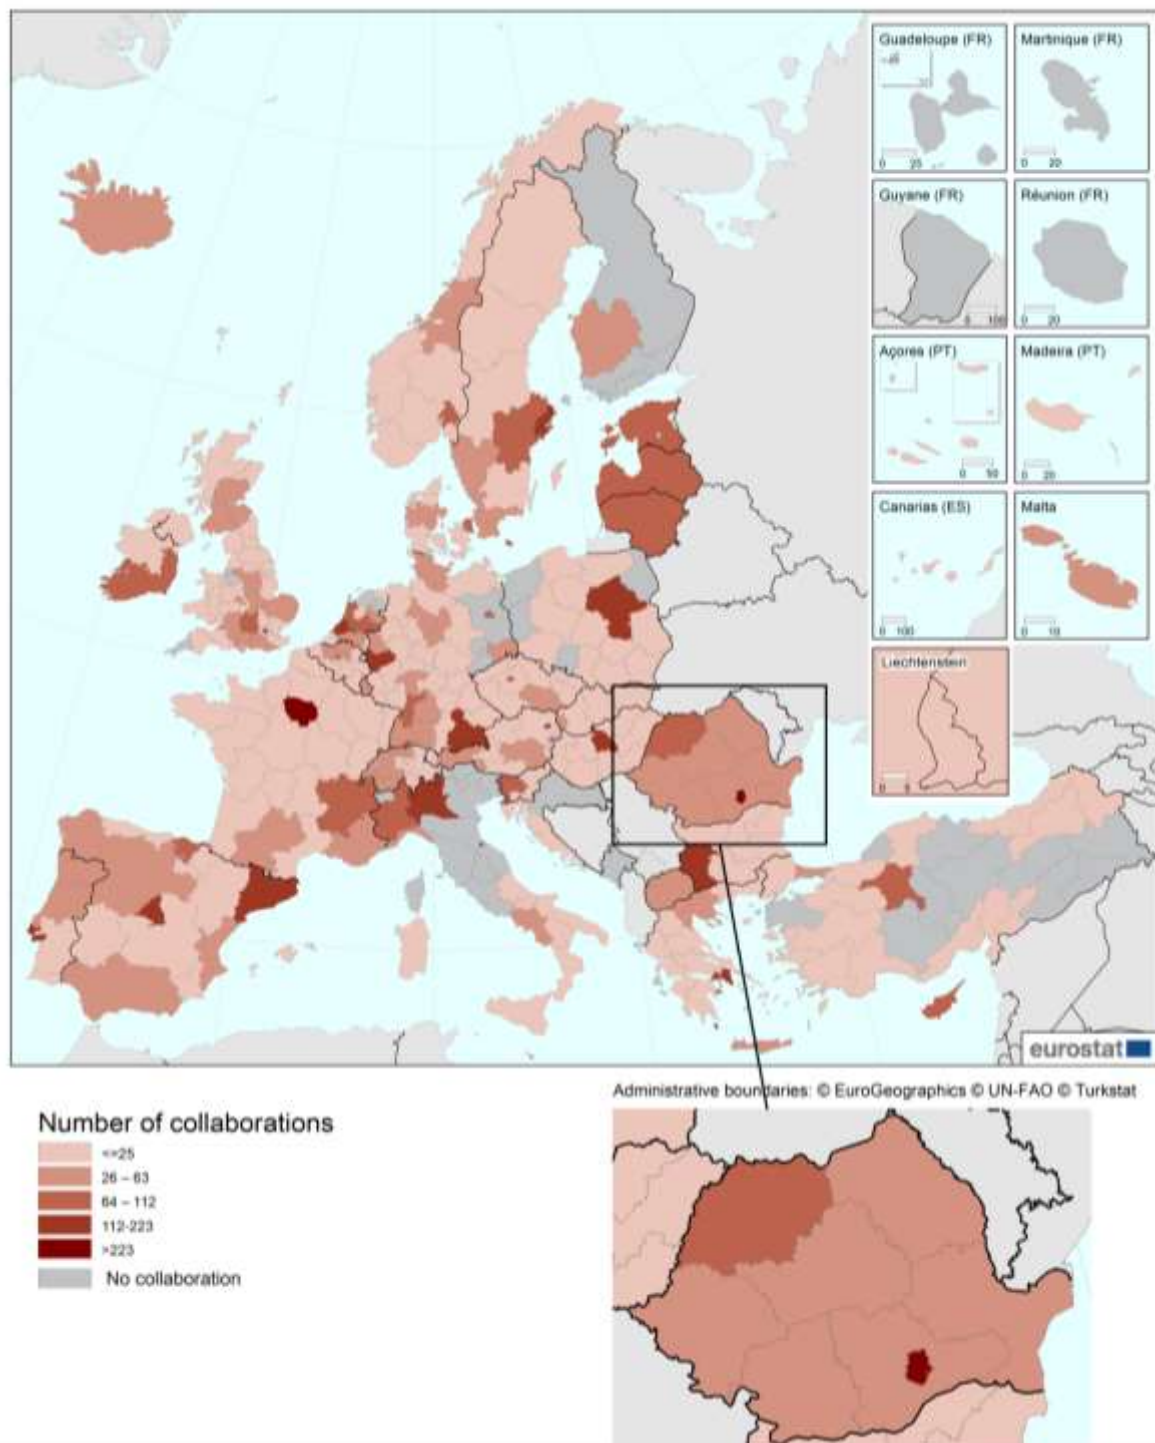 Guadeloupe (FR)
Martinique (FR)
0 25
0 20
Guyane (FR)
Réunion (FR)
0 100
0 20
Açores (PT)
Madeira (PT)
0 50
0 20
Canarias (ES)
Malta
0 100
0 10
Liechtenstein
eurostat
Administrative boundaries: © EuroGeographics © UN-FAO © Turkstat
Number of collaborations
<=25
26 – 63
64 – 112
112-223
>223
No collaboration